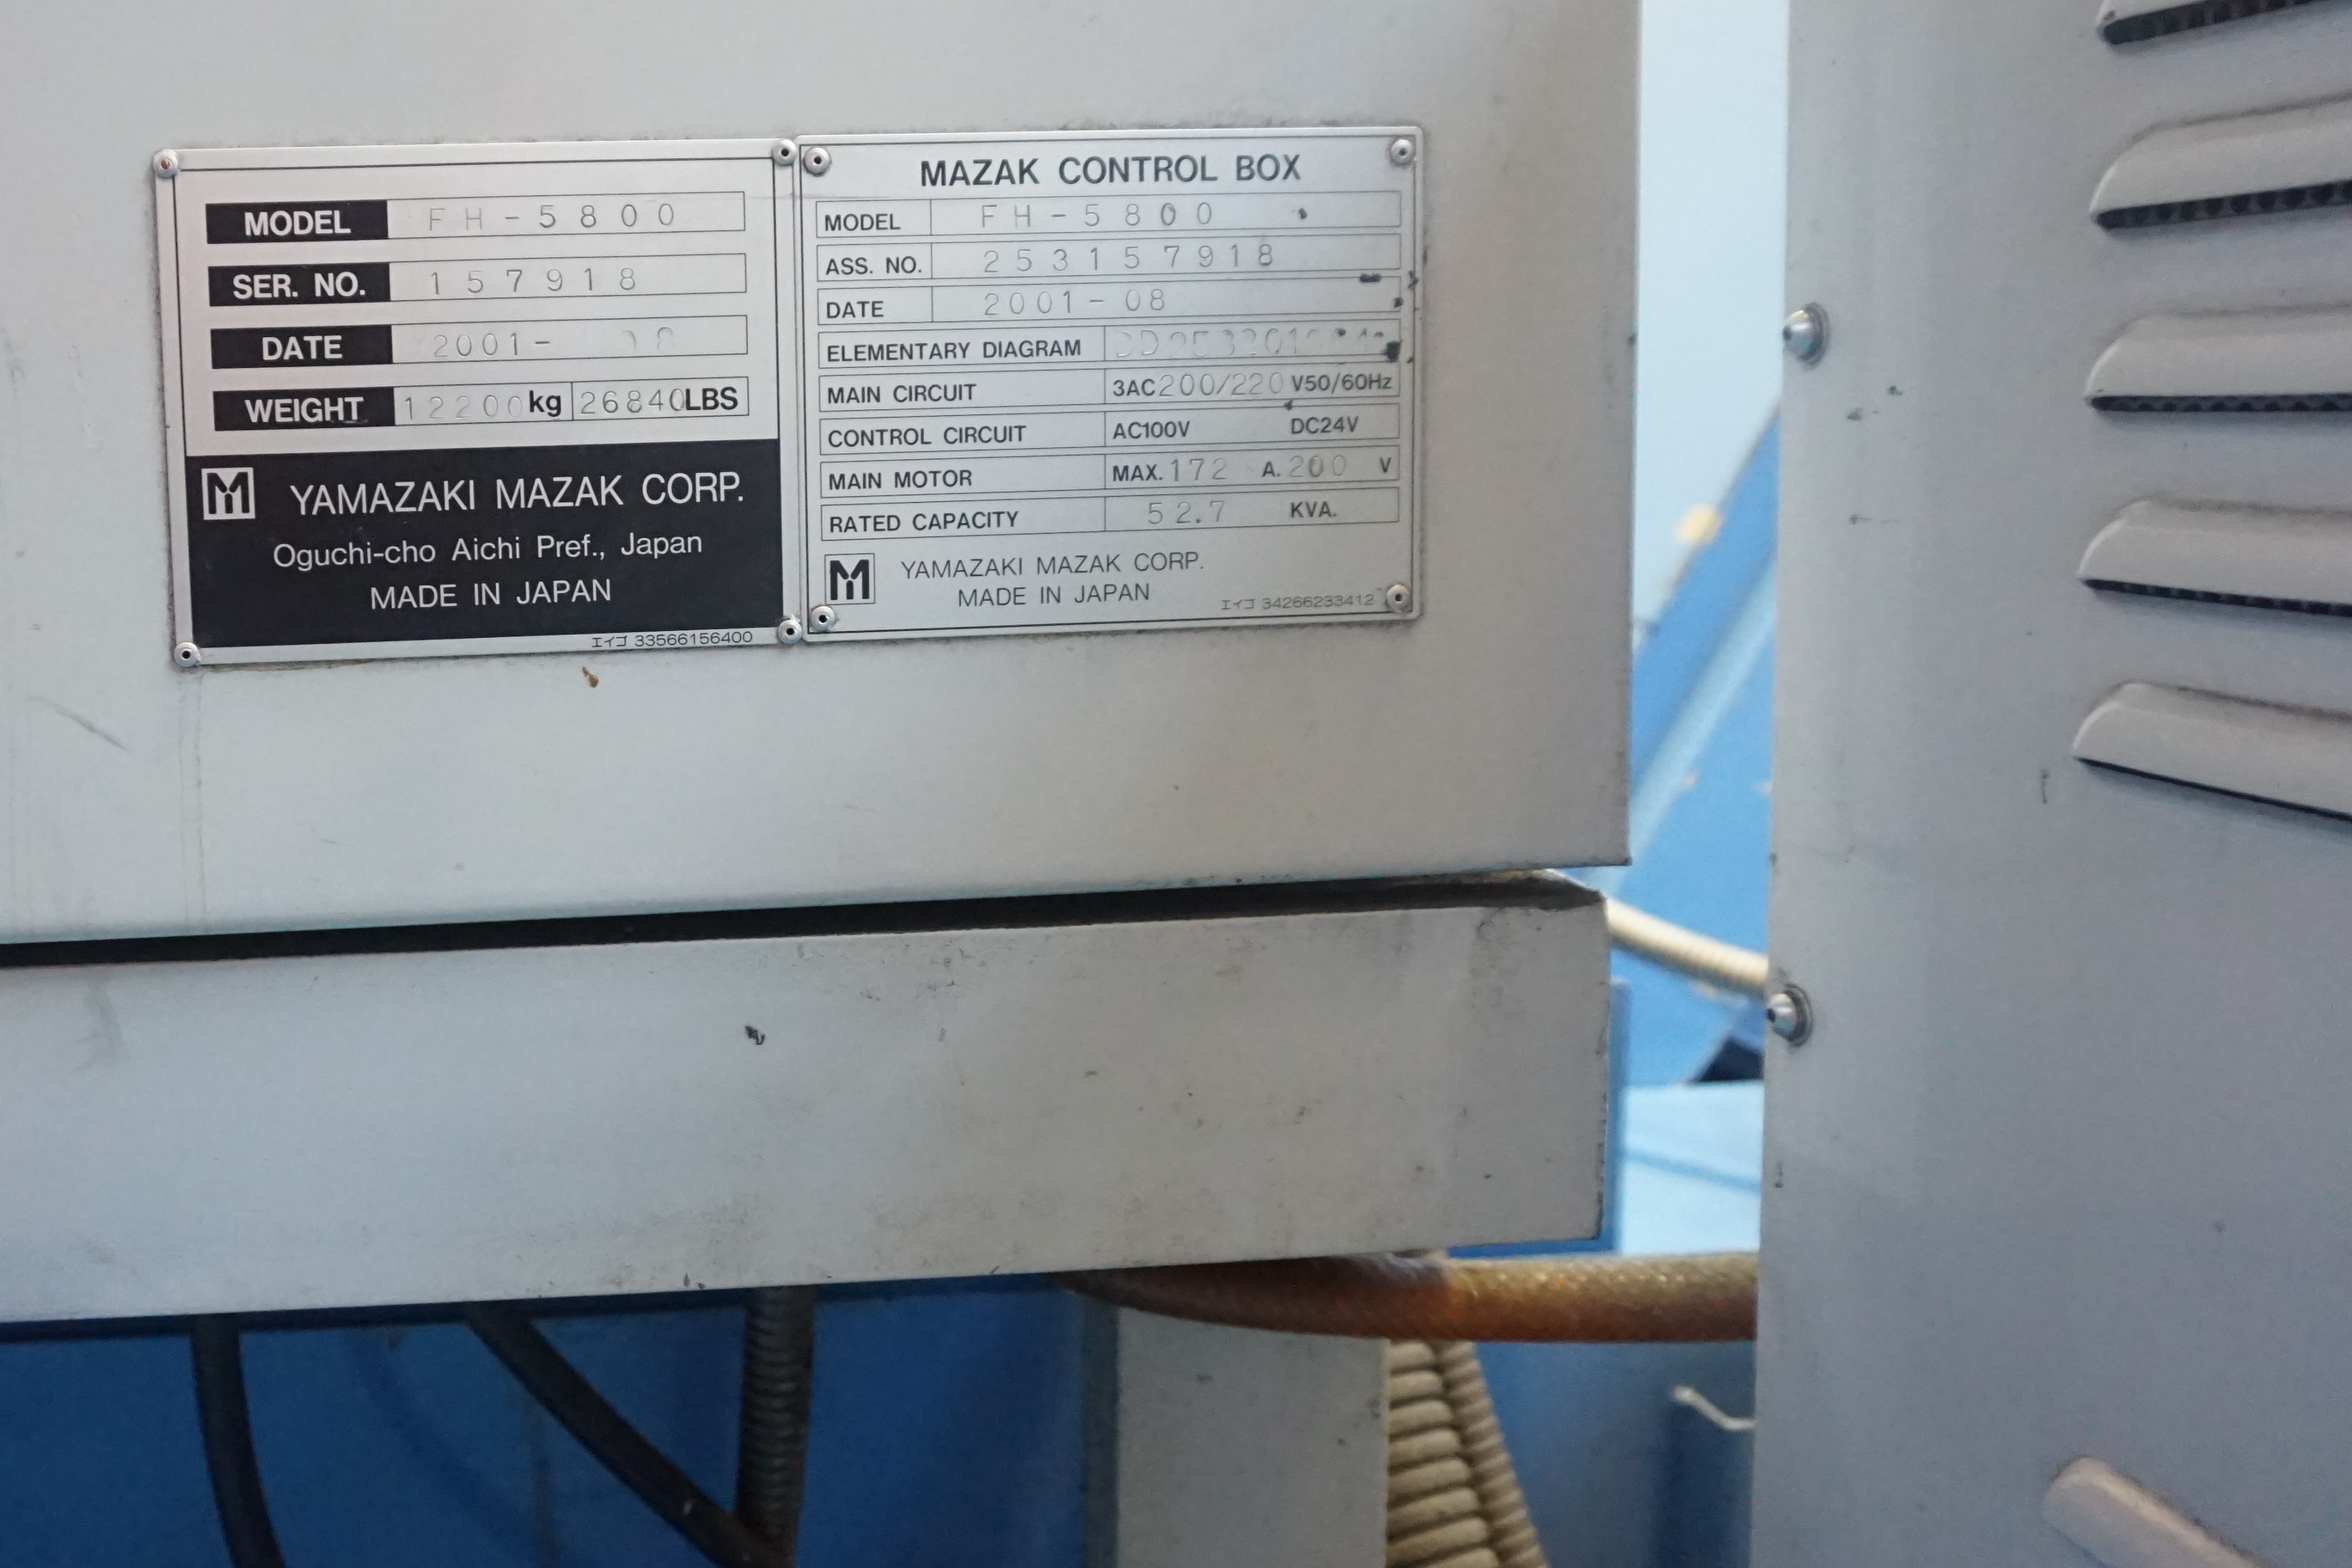 MODEL FH-5800
SER. NO. 157918
DATE 2001- 08
WEIGHT 12200kg 26840LBS
YAMAZAKI MAZAK CORP.
Oguchi-cho Aichi Pref., Japan
MADE IN JAPAN
エイゴ 33566156400
MAZAK CONTROL BOX
MODEL FH-5800
ASS. NO. 253157918
DATE 2001-08
ELEMENTARY DIAGRAM
MAIN CIRCUIT 3AC200/220V50/60Hz
CONTROL CIRCUIT AC100V DC24V
MAIN MOTOR MAX.172 A.200 V
RATED CAPACITY 52.7 KVA.
YAMAZAKI MAZAK CORP.
MADE IN JAPAN
エイゴ 34266233412